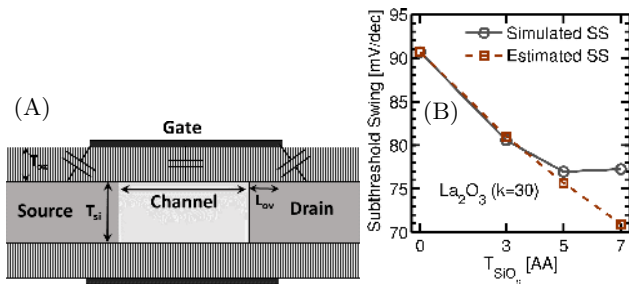 (A)
Gate
T_ox
Source
T_si
Channel
L_ov
Drain
(B)
Subthreshold Swing [mV/dec]
95
90
85
80
75
70
Simulated SS
Estimated SS
La₂O₃ (k=30)
0
3
5
7
T_SiO [AA]